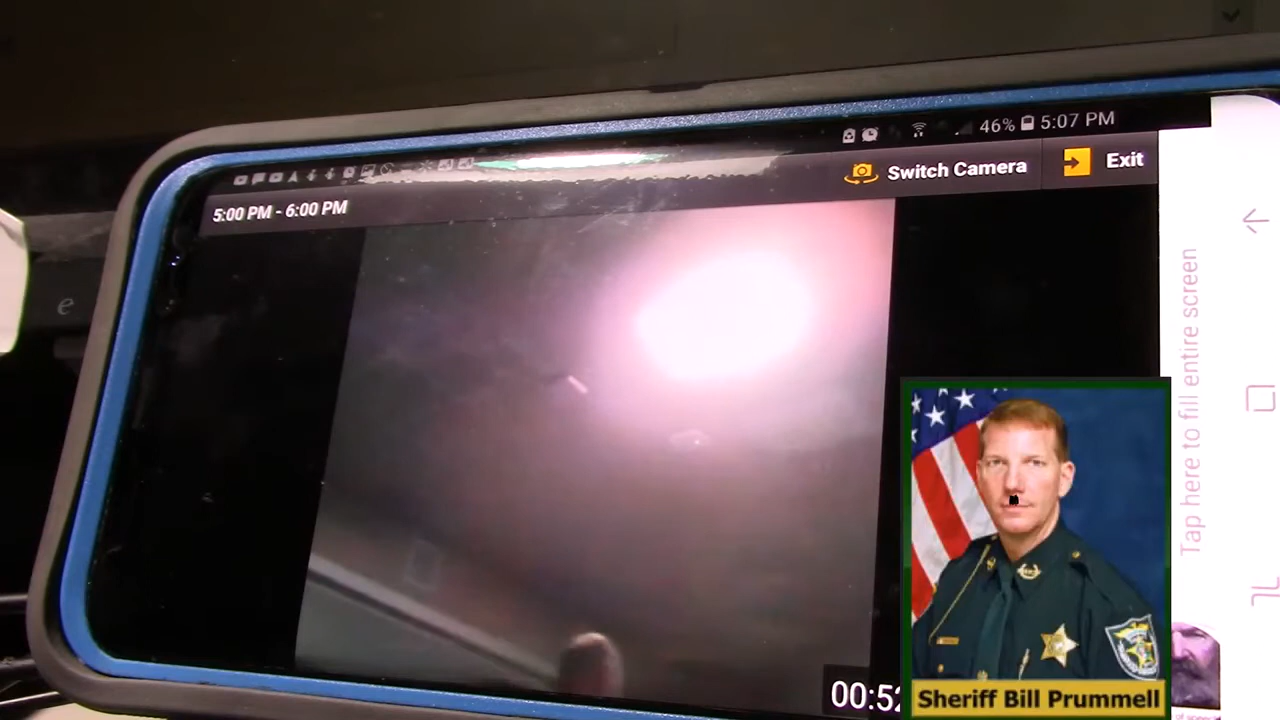 46% 5:07 PM
Switch Camera
Exit
5:00 PM - 6:00 PM
Tap here to fill entire screen
e
00:52
Sheriff Bill Prummell